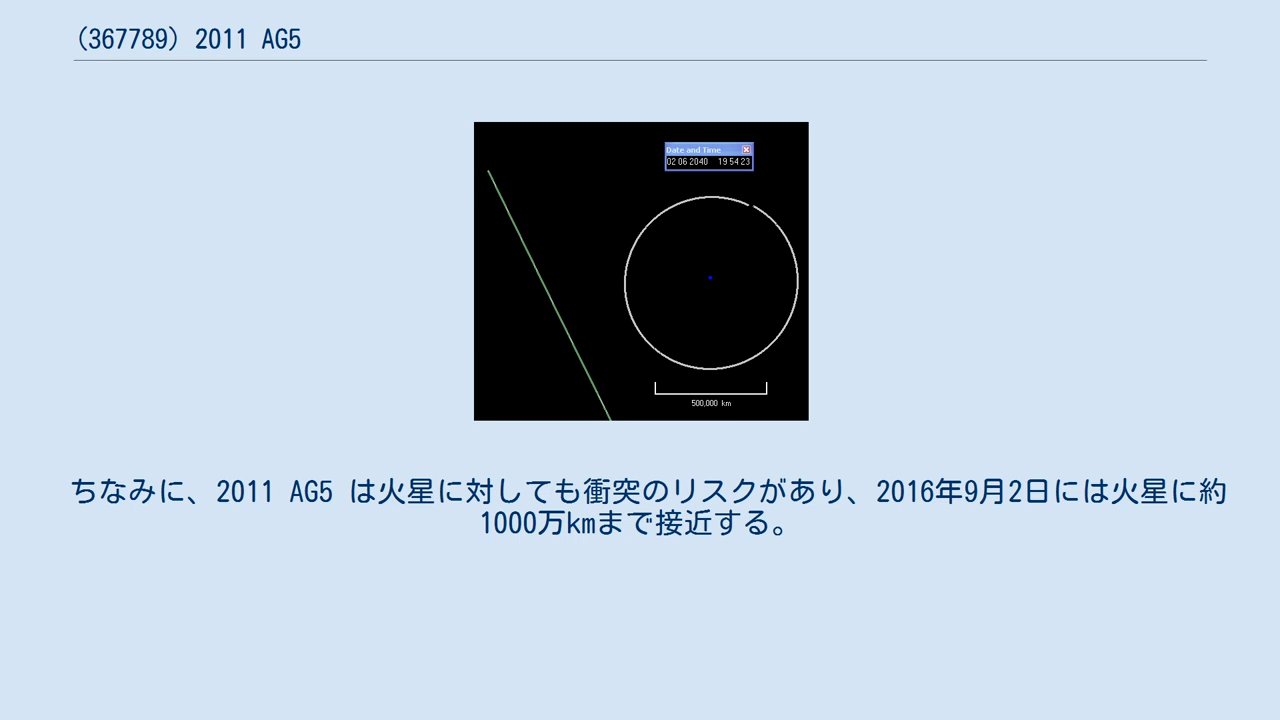 (367789) 2011 AG5
Date and Time
02 06 2040 19 54 23
500,000 km
ちなみに、2011 AG5 は火星に対しても衝突のリスクがあり、2016年9月2日には火星に約
1000万kmまで接近する。